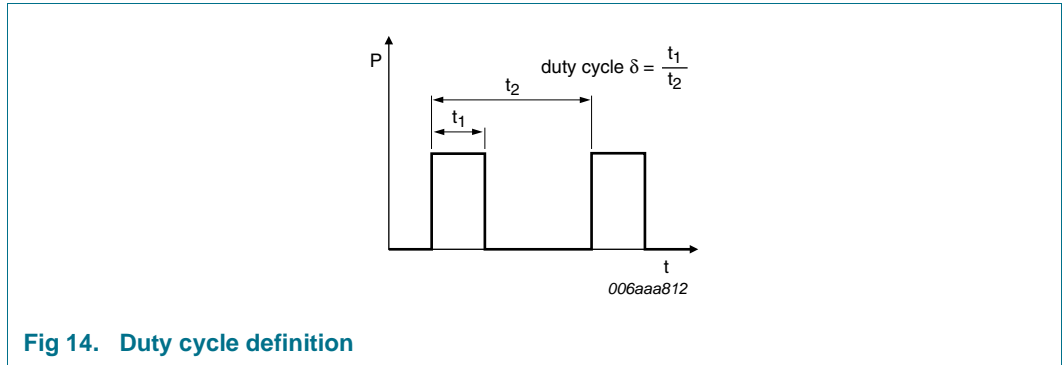 P
duty cycle δ = t1
t2
t2
t1
t
006aaa812
Fig 14. Duty cycle definition